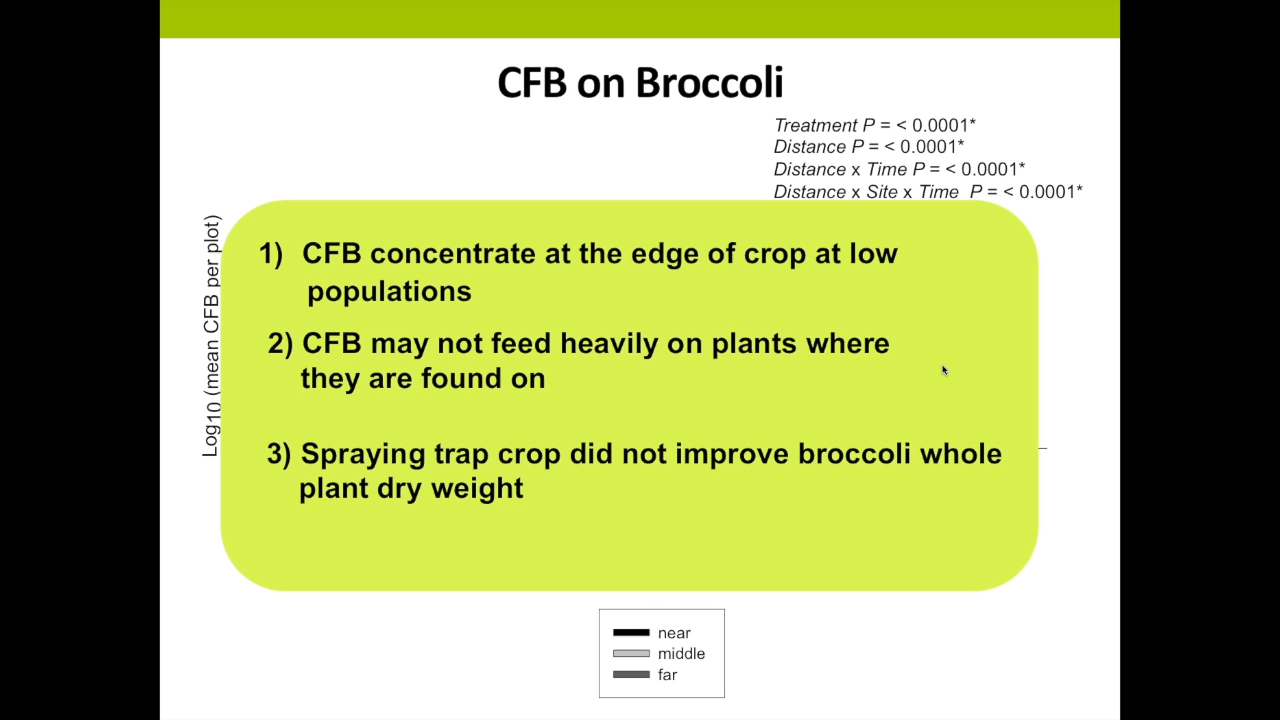 CFB on Broccoli
Treatment P = < 0.0001*
Distance P = < 0.0001*
Distance x Time P = < 0.0001*
Distance x Site x Time P = < 0.0001*
Log10 (mean CFB per plot)
1) CFB concentrate at the edge of crop at low
populations
2) CFB may not feed heavily on plants where
they are found on
3) Spraying trap crop did not improve broccoli whole
plant dry weight
near
middle
far